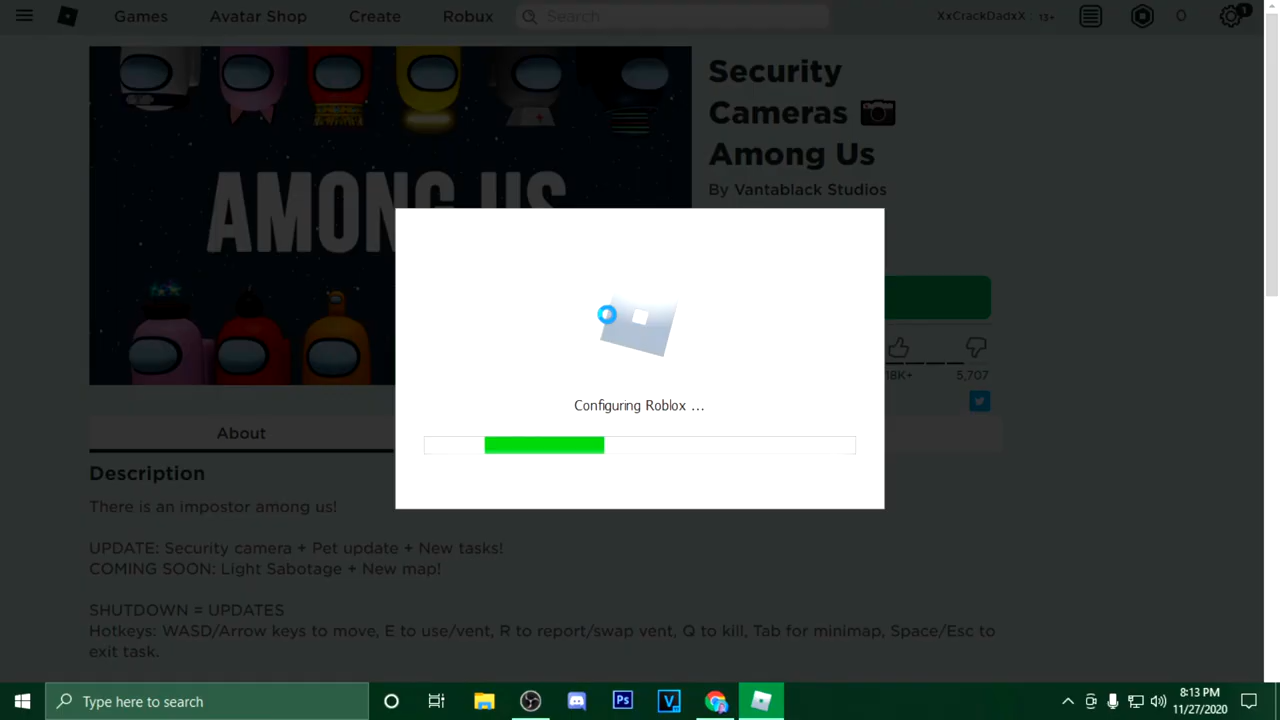 Games Avatar Shop Create Robux Search XxCrackDadxX : 13+ 0 1
Security
Cameras
Among Us
By Vantablack Studios
AMONG US
Configuring Roblox ...
18K+ 5,707
About
Description
There is an impostor among us!
UPDATE: Security camera + Pet update + New tasks!
COMING SOON: Light Sabotage + New map!
SHUTDOWN = UPDATES
Hotkeys: WASD/Arrow keys to move, E to use/vent, R to report/swap vent, Q to kill, Tab for minimap, Space/Esc to
exit task.
Type here to search Ps V 8:13 PM
11/27/2020